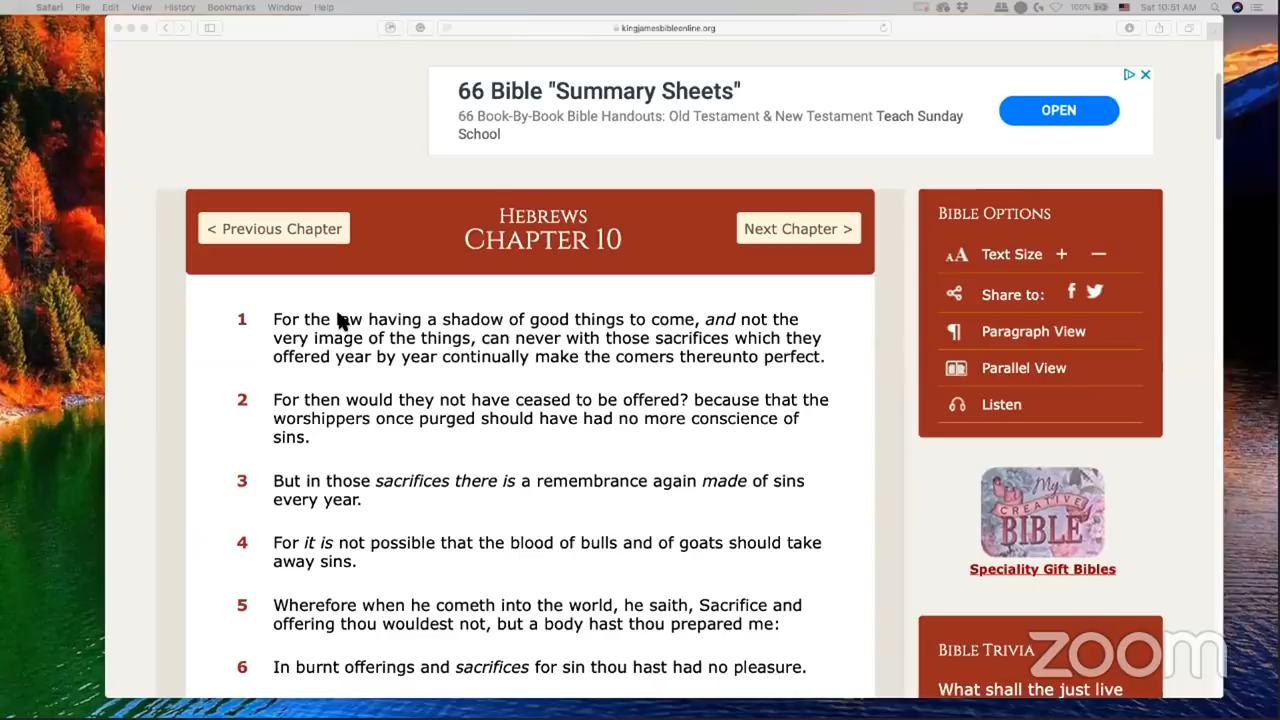 Safari File Edit View History Bookmarks Window Help 100% Sat 10:51 AM
kingjamesbibleonline.org
66 Bible "Summary Sheets"
66 Book-By-Book Bible Handouts: Old Testament & New Testament Teach Sunday
School
OPEN
< Previous Chapter
HEBREWS
CHAPTER 10
Next Chapter >
1 For the law having a shadow of good things to come, and not the
very image of the things, can never with those sacrifices which they
offered year by year continually make the comers thereunto perfect.
2 For then would they not have ceased to be offered? because that the
worshippers once purged should have had no more conscience of
sins.
3 But in those sacrifices there is a remembrance again made of sins
every year.
4 For it is not possible that the blood of bulls and of goats should take
away sins.
5 Wherefore when he cometh into the world, he saith, Sacrifice and
offering thou wouldest not, but a body hast thou prepared me:
6 In burnt offerings and sacrifices for sin thou hast had no pleasure.
BIBLE OPTIONS
AA Text Size + −
Share to: f
Paragraph View
Parallel View
Listen
My
CREATIVE
BIBLE
Speciality Gift Bibles
BIBLE TRIVIA
What shall the just live
zoom